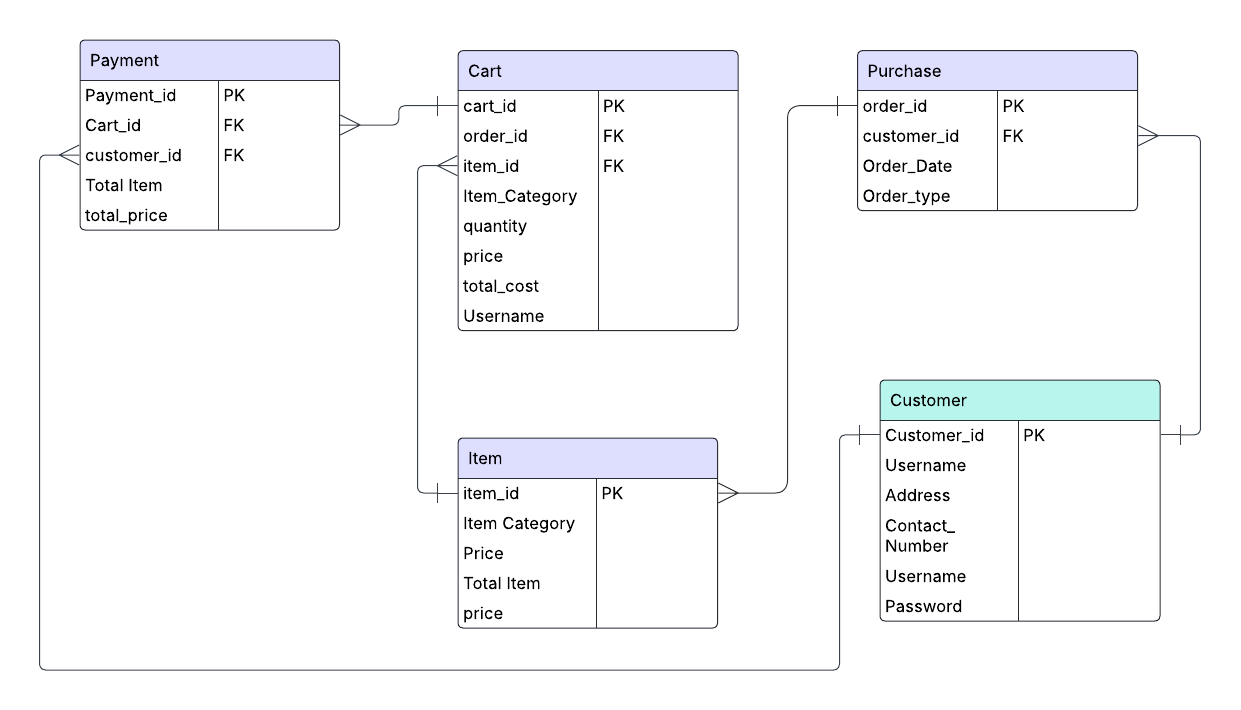 Payment
Payment_id PK
Cart_id FK
customer_id FK
Total Item
total_price
Cart
cart_id PK
order_id FK
item_id FK
Item_Category
quantity
price
total_cost
Username
Purchase
order_id PK
customer_id FK
Order_Date
Order_type
Item
item_id PK
Item Category
Price
Total Item
price
Customer
Customer_id PK
Username
Address
Contact_
Number
Username
Password